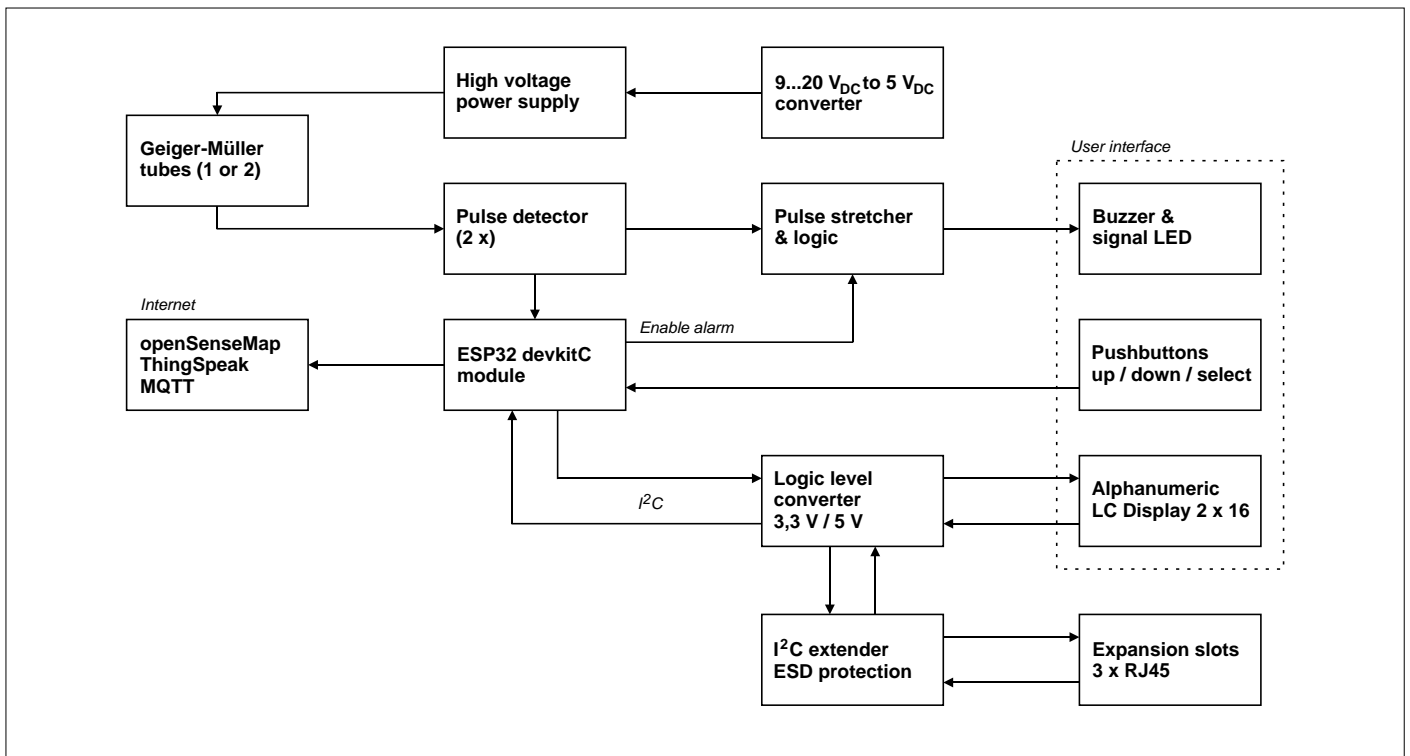 High voltage
power supply
9...20 VDC to 5 VDC
converter
Geiger-Müller
tubes (1 or 2)
User interface
Pulse detector
(2 x)
Pulse stretcher
& logic
Buzzer &
signal LED
Internet
openSenseMap
ThingSpeak
MQTT
ESP32 devkitC
module
Enable alarm
Pushbuttons
up / down / select
I²C
Logic level
converter
3,3 V / 5 V
Alphanumeric
LC Display 2 x 16
I²C extender
ESD protection
Expansion slots
3 x RJ45